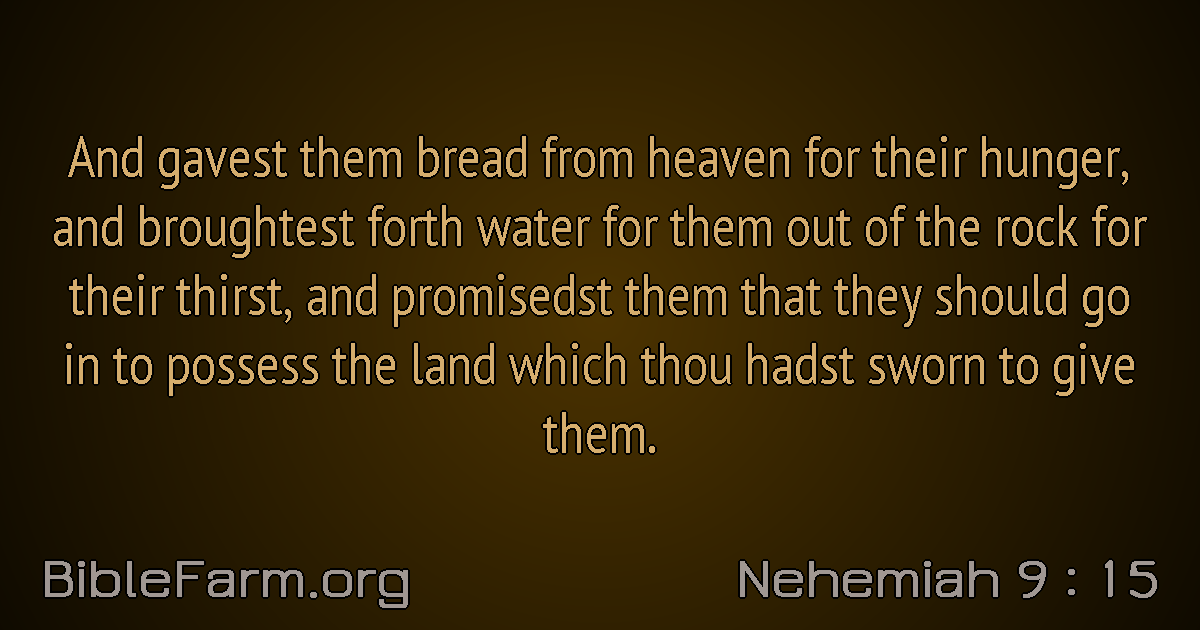 And gavest them bread from heaven for their hunger,
and broughtest forth water for them out of the rock for
their thirst, and promisedst them that they should go
in to possess the land which thou hadst sworn to give
them.
BibleFarm.org
Nehemiah 9 : 15